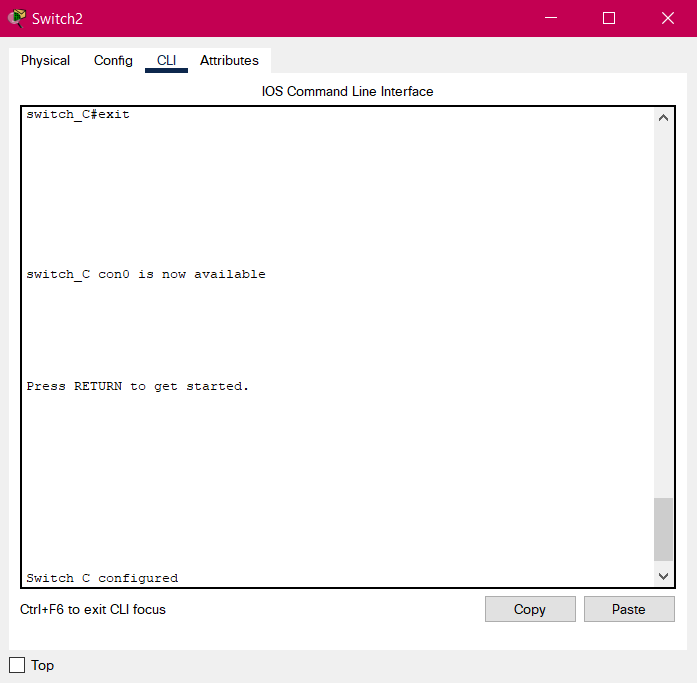 Switch2
Physical Config CLI Attributes
IOS Command Line Interface
switch_C#exit
switch_C con0 is now available
Press RETURN to get started.
Switch C configured
Ctrl+F6 to exit CLI focus
Copy Paste
Top